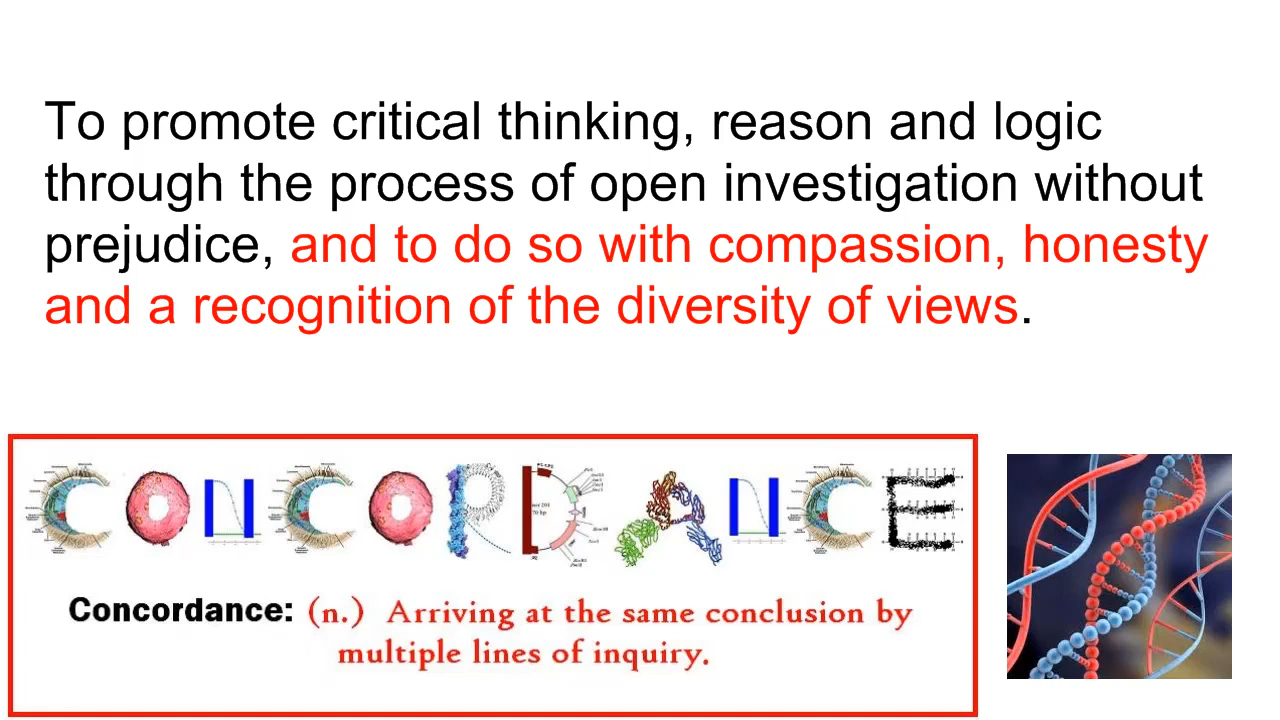 To promote critical thinking, reason and logic
through the process of open investigation without
prejudice, and to do so with compassion, honesty
and a recognition of the diversity of views.
CONCORDANCE
Concordance: (n.) Arriving at the same conclusion by
multiple lines of inquiry.